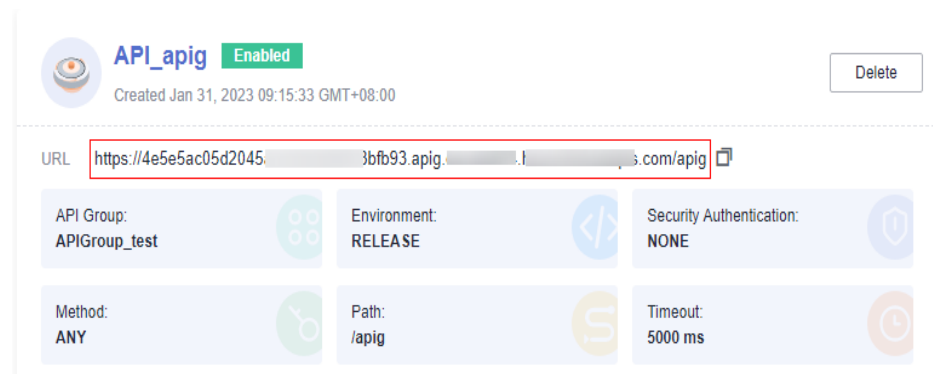 API_apig Enabled
Delete
Created Jan 31, 2023 09:15:33 GMT+08:00
URL https://4e5e5ac05d2045 3bfb93.apig. .h s.com/apig
API Group:
APIGroup_test
Environment:
RELEASE
Security Authentication:
NONE
Method:
ANY
Path:
/apig
Timeout:
5000 ms